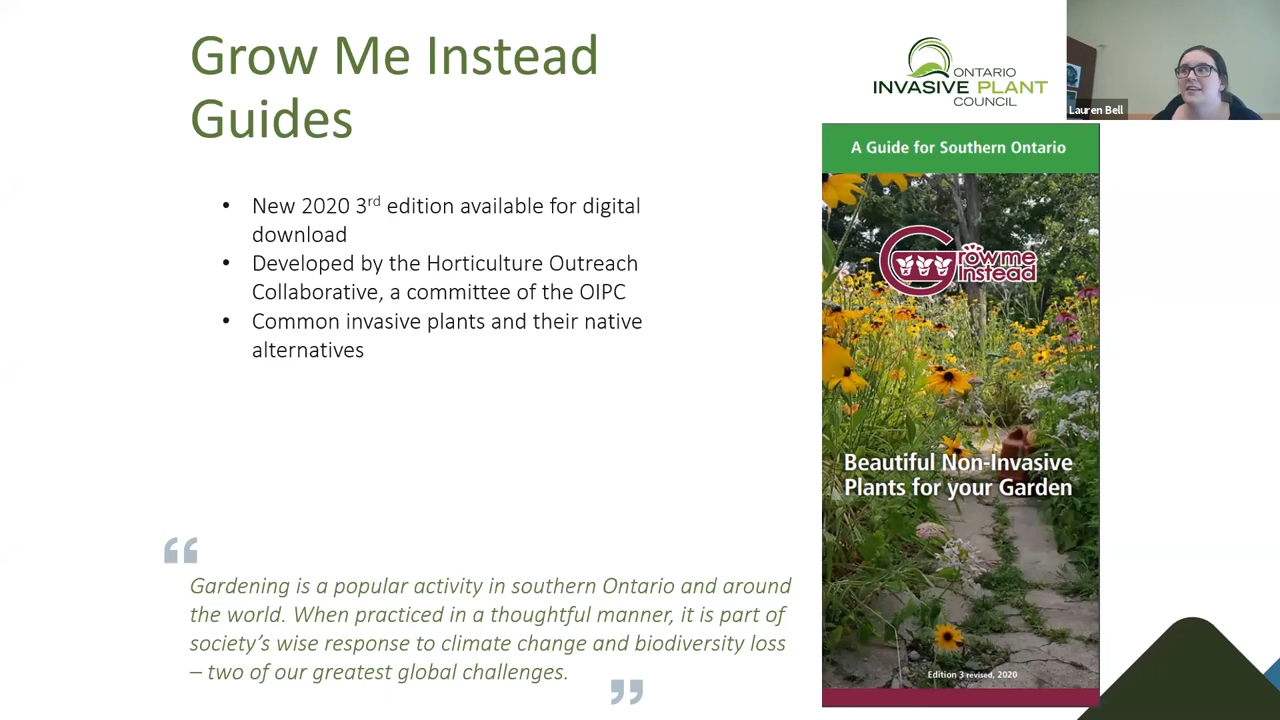 Grow Me Instead
Guides
• New 2020 3rd edition available for digital
download
• Developed by the Horticulture Outreach
Collaborative, a committee of the OIPC
• Common invasive plants and their native
alternatives
“
Gardening is a popular activity in southern Ontario and around
the world. When practiced in a thoughtful manner, it is part of
society’s wise response to climate change and biodiversity loss
– two of our greatest global challenges.
”
ONTARIO
INVASIVE PLANT
COUNCIL
Lauren Bell
A Guide for Southern Ontario
Grow me
Instead
Beautiful Non-Invasive
Plants for your Garden
Edition 3 revised, 2020